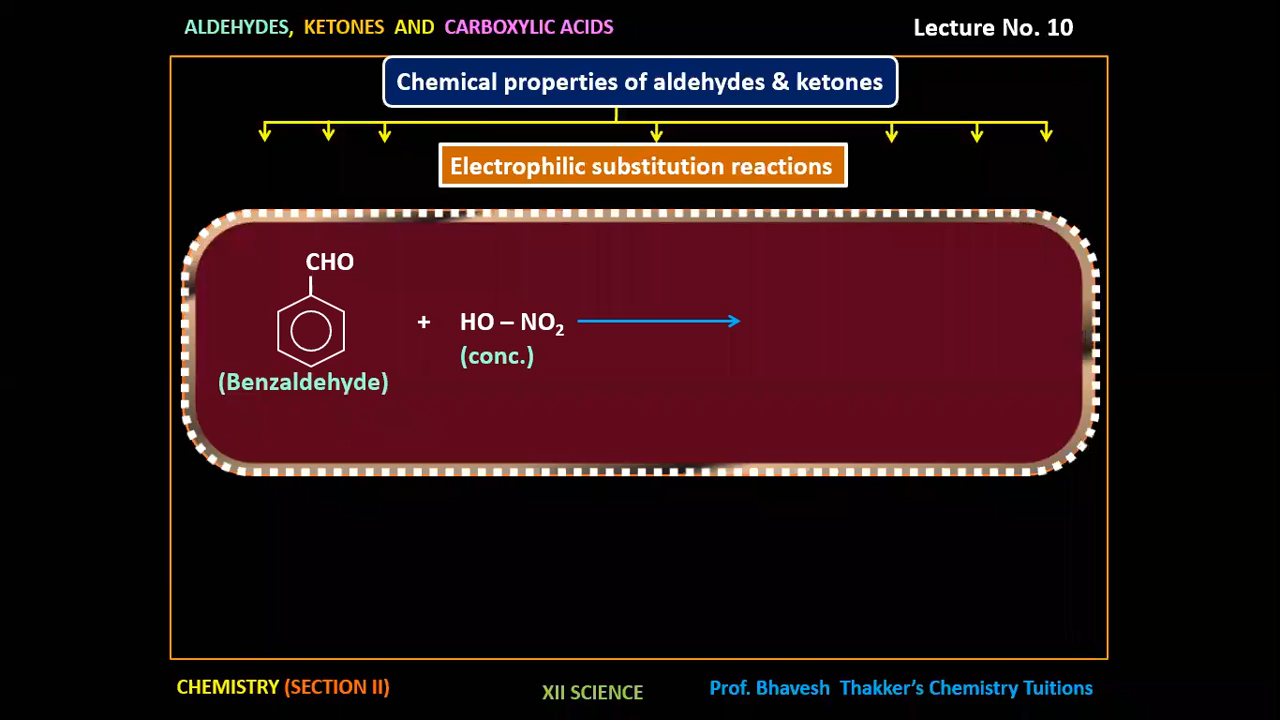 ALDEHYDES, KETONES AND CARBOXYLIC ACIDS
Lecture No. 10
Chemical properties of aldehydes & ketones
Electrophilic substitution reactions
CHO
+ HO – NO₂
(conc.)
(Benzaldehyde)
CHEMISTRY (SECTION II)
XII SCIENCE
Prof. Bhavesh Thakker's Chemistry Tuitions